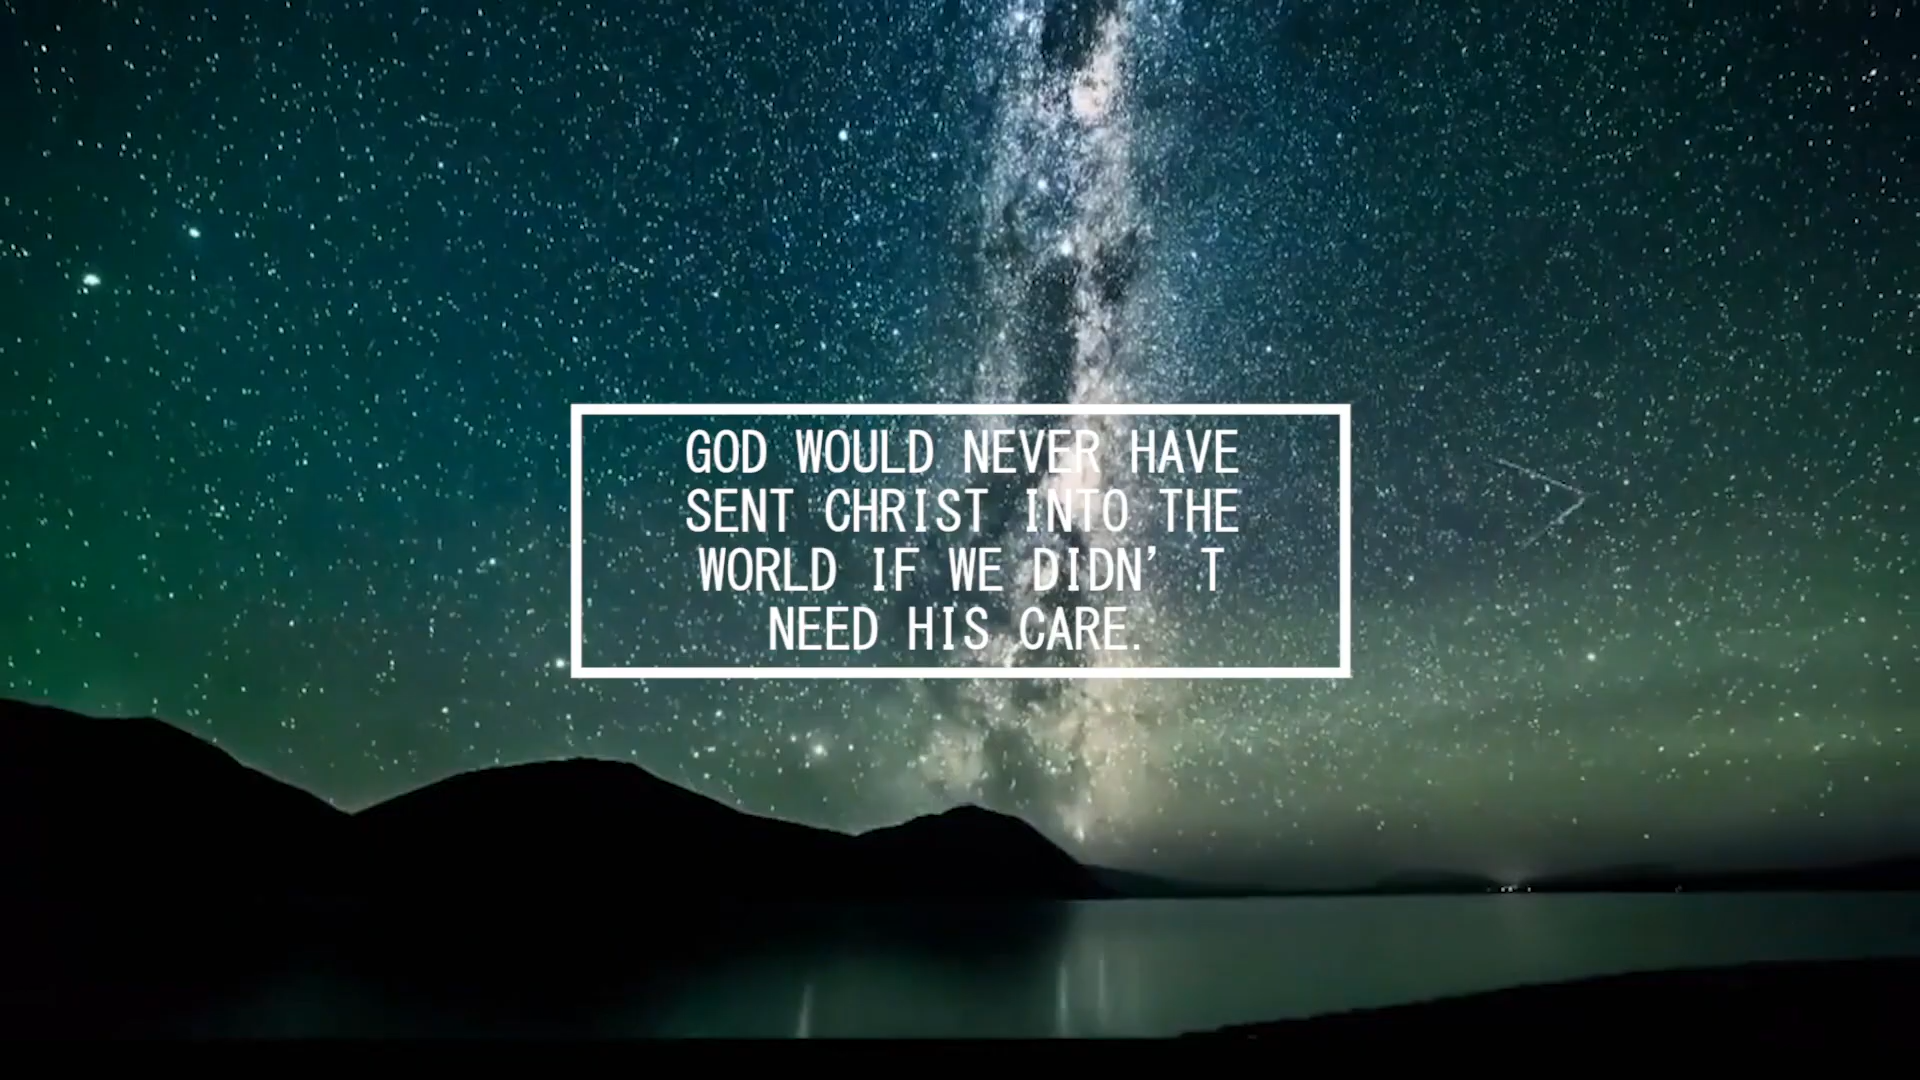 GOD WOULD NEVER HAVE
SENT CHRIST INTO THE
WORLD IF WE DIDN’ T
NEED HIS CARE.